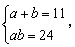 {a + b = 11,
ab = 24